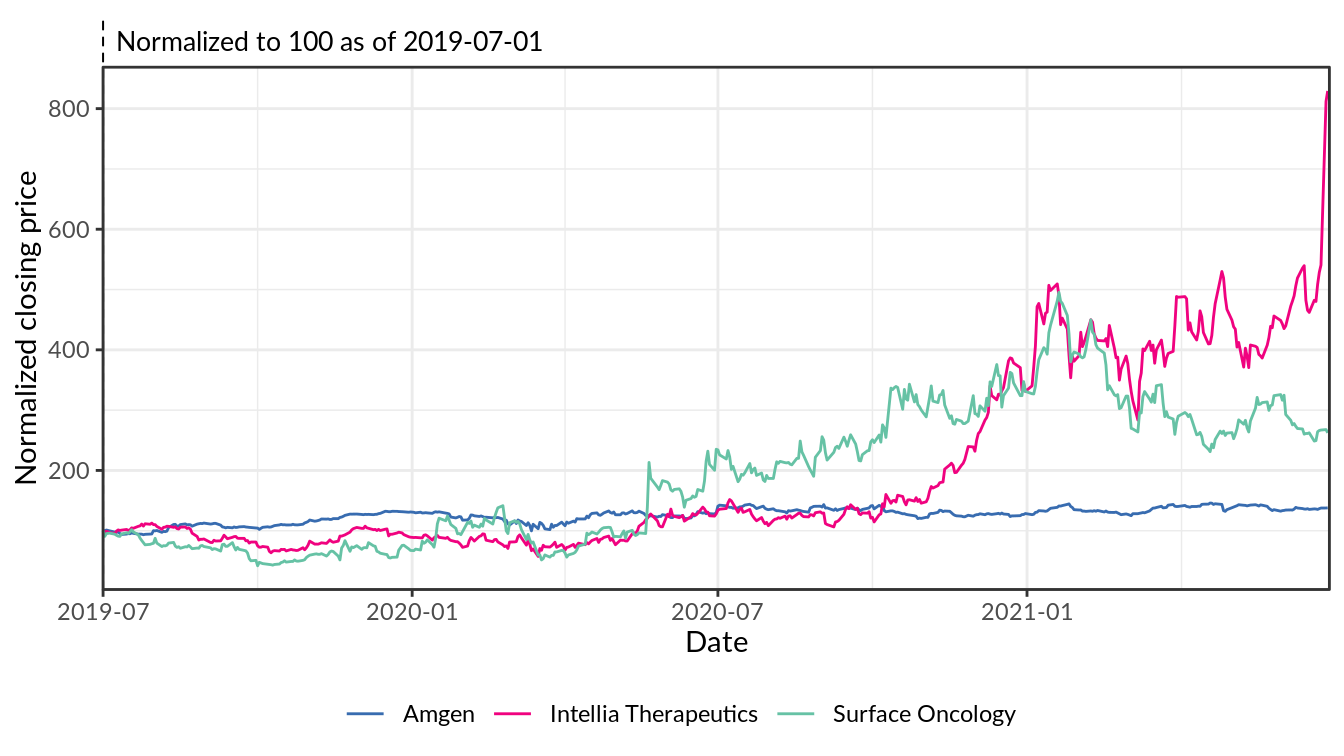 Normalized to 100 as of 2019-07-01
Normalized closing price
800
600
400
200
2019-07
2020-01
2020-07
2021-01
Date
Amgen
Intellia Therapeutics
Surface Oncology